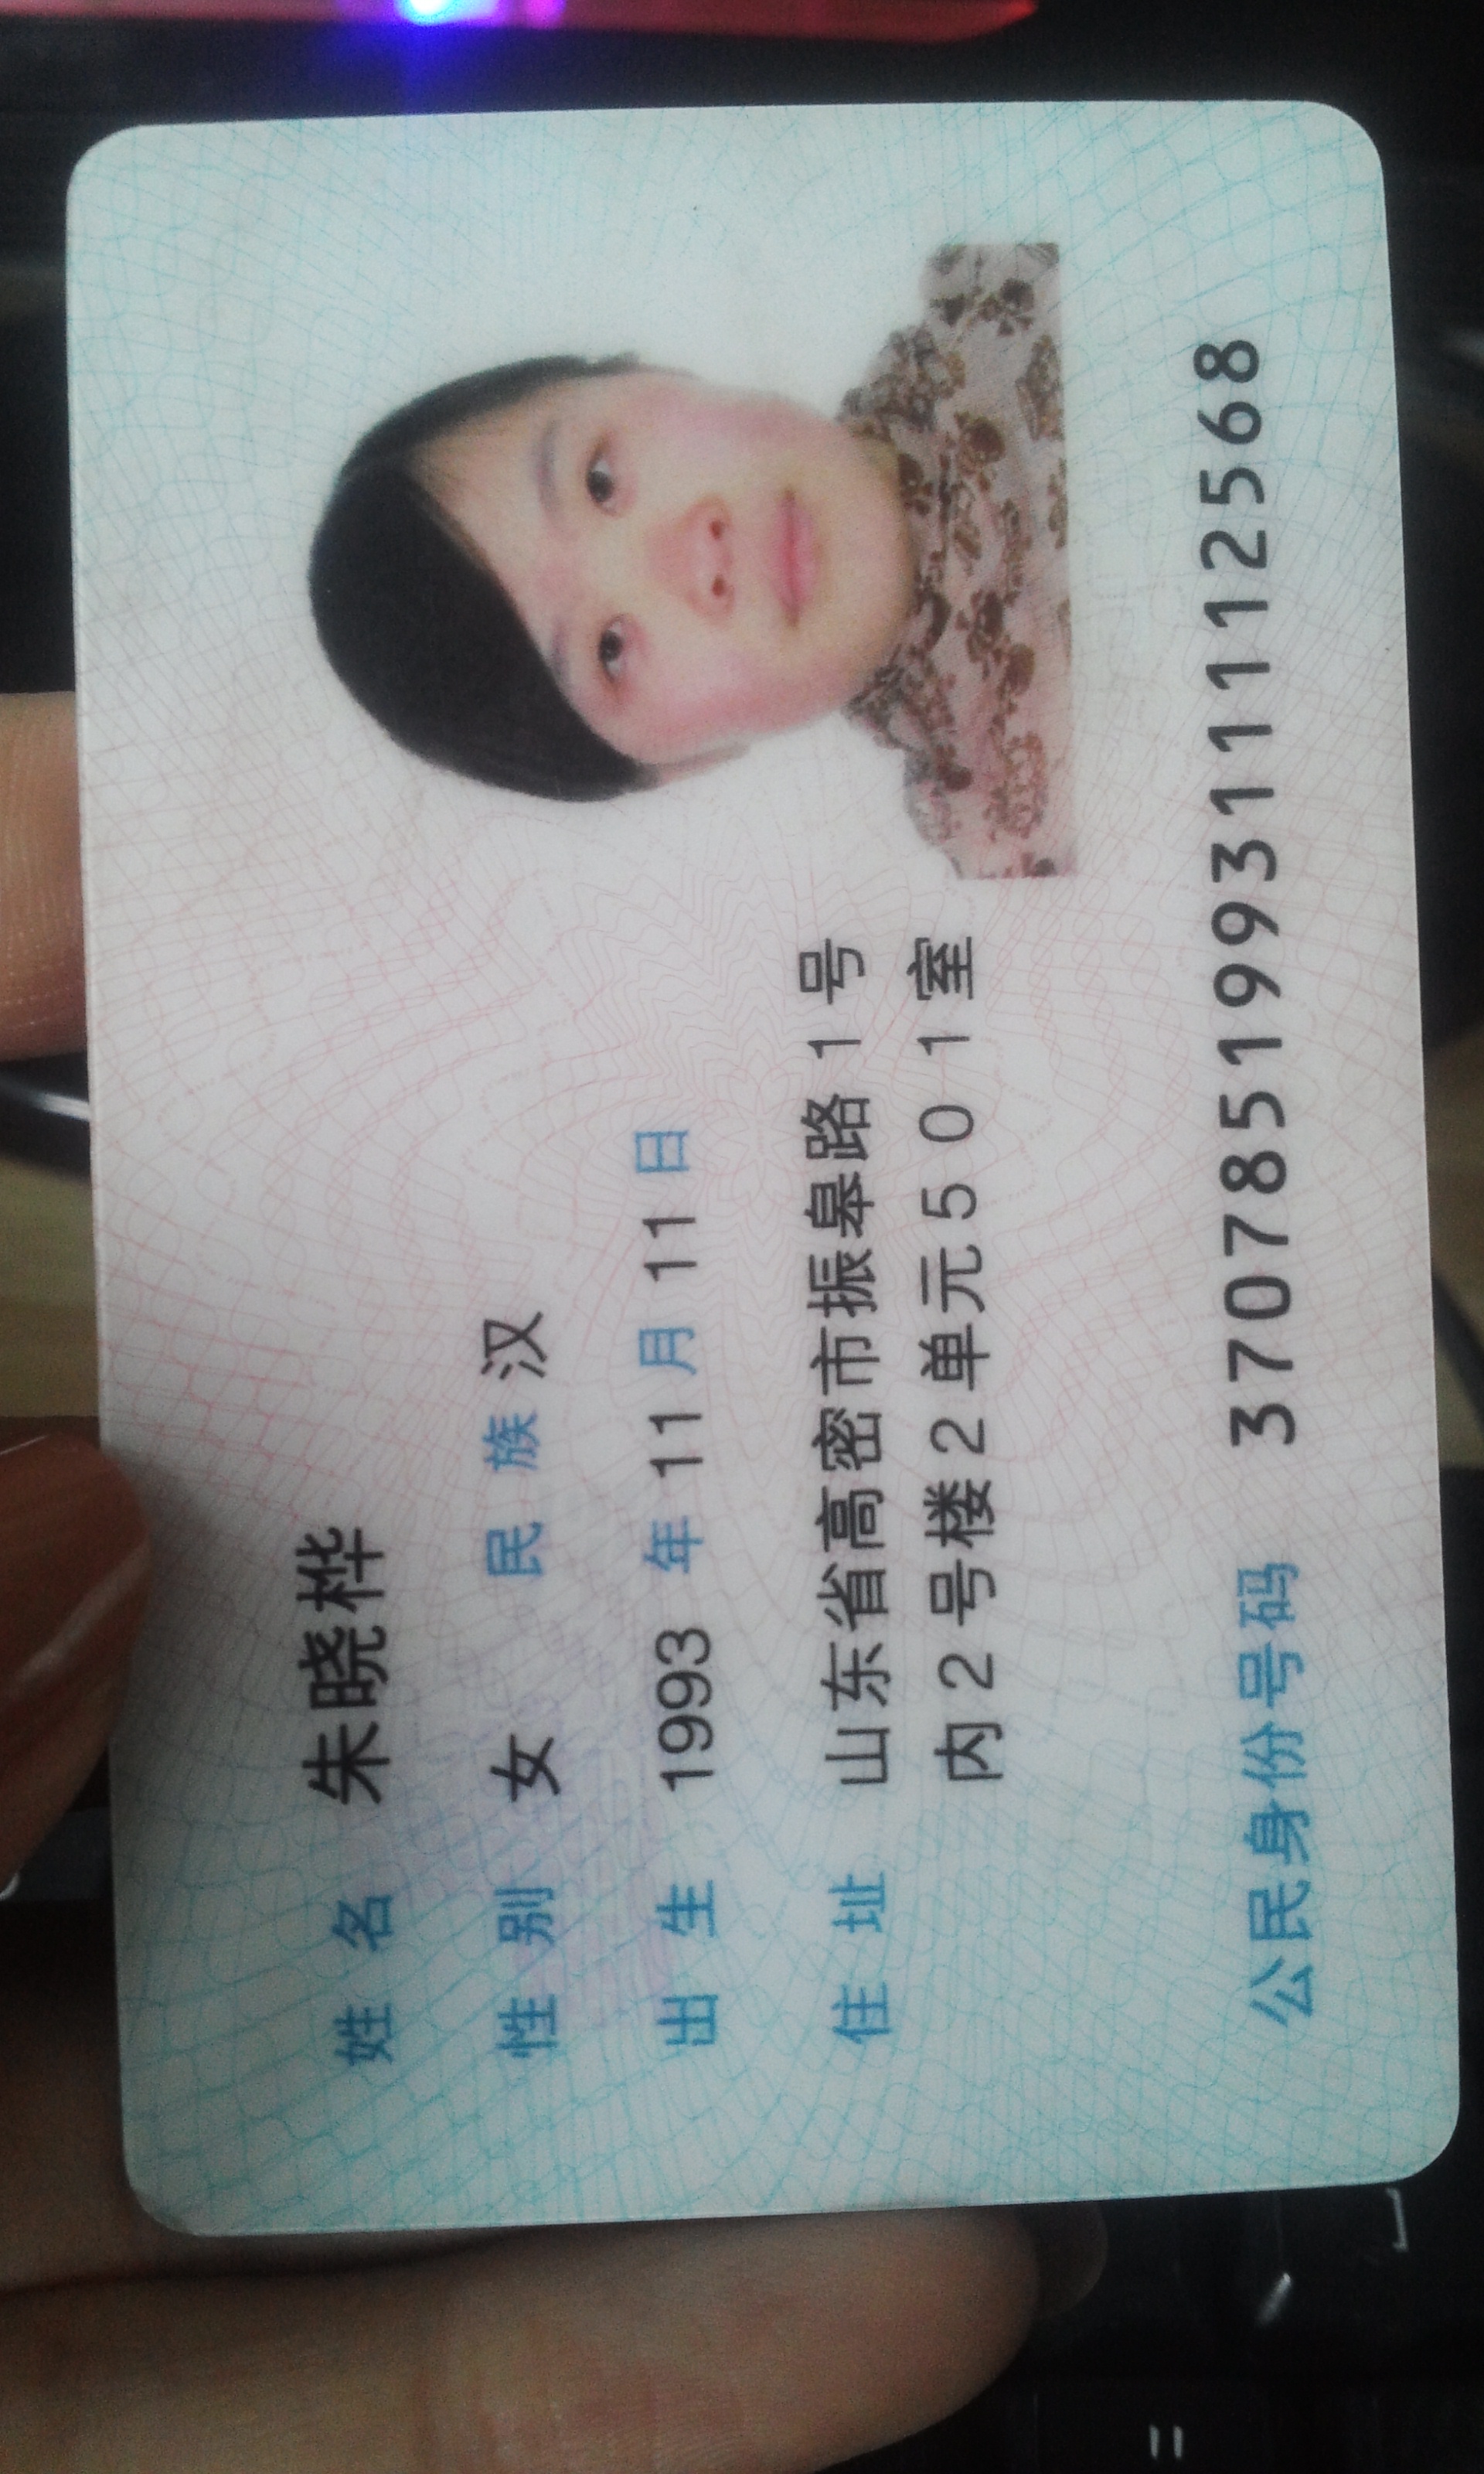 姓名 朱晓桦
性别 女 民族 汉
出生 1993 年 11 月 11 日
住址 山东省高密市振皋路1号
内2号楼2单元501室
公民身份号码 370785199311112568